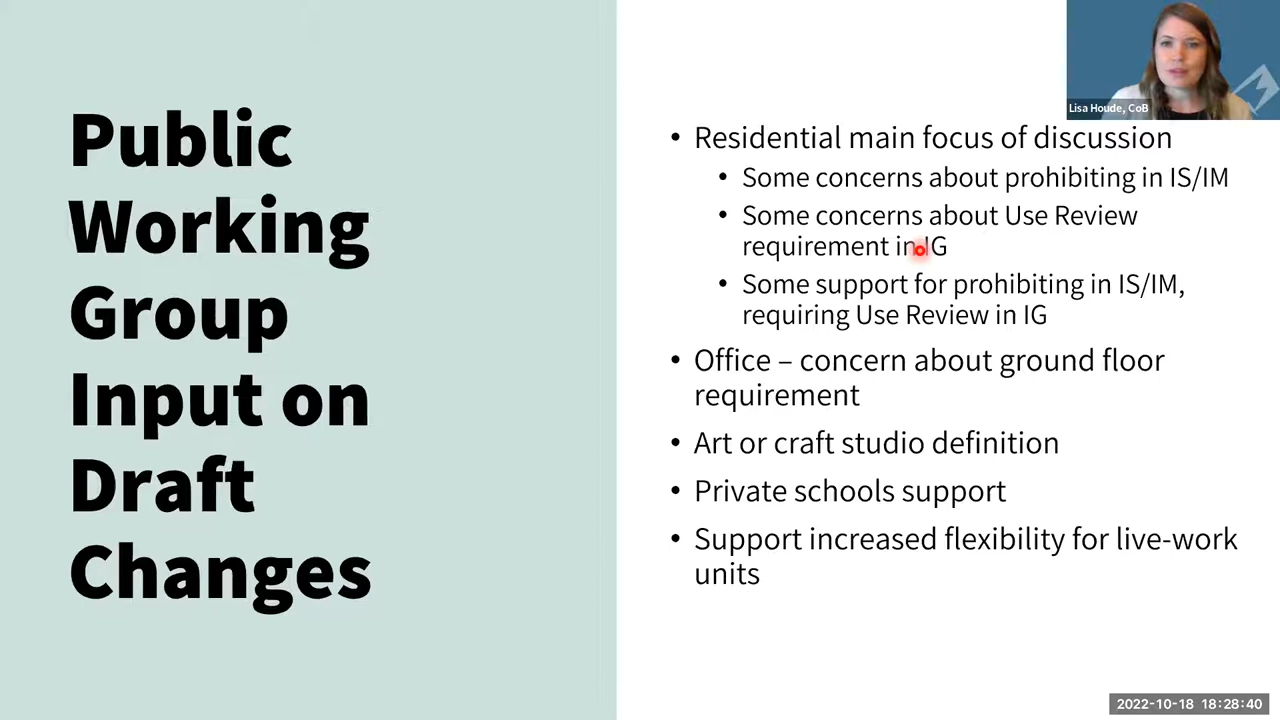 Public
Working
Group
Input on
Draft
Changes
Lisa Houde, CoB
• Residential main focus of discussion
• Some concerns about prohibiting in IS/IM
• Some concerns about Use Review
requirement in IG
• Some support for prohibiting in IS/IM,
requiring Use Review in IG
• Office – concern about ground floor
requirement
• Art or craft studio definition
• Private schools support
• Support increased flexibility for live-work
units
2022-10-18 18:28:40